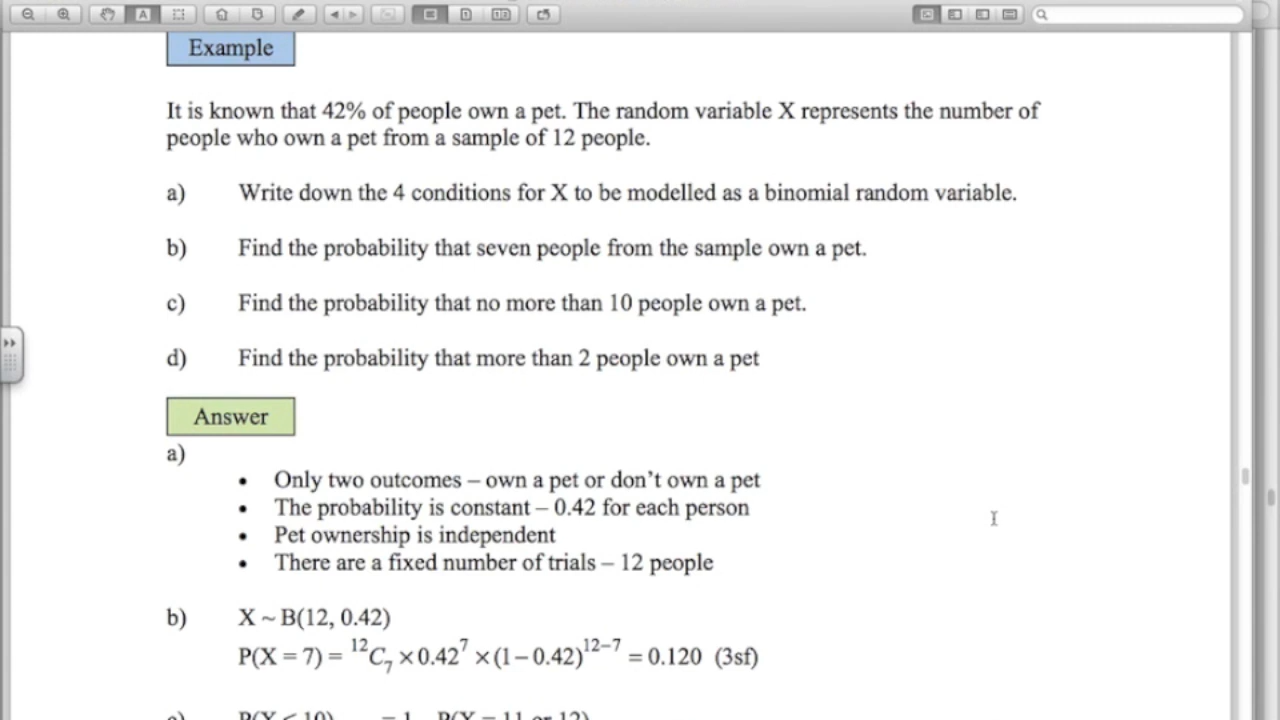 Example
It is known that 42% of people own a pet. The random variable X represents the number of
people who own a pet from a sample of 12 people.
a) Write down the 4 conditions for X to be modelled as a binomial random variable.
b) Find the probability that seven people from the sample own a pet.
c) Find the probability that no more than 10 people own a pet.
d) Find the probability that more than 2 people own a pet
Answer
a)
• Only two outcomes – own a pet or don't own a pet
• The probability is constant – 0.42 for each person
• Pet ownership is independent
• There are a fixed number of trials – 12 people
b) X ~ B(12, 0.42)
P(X = 7) = ¹²C₇ × 0.42⁷ × (1 − 0.42)¹²⁻⁷ = 0.120 (3sf)